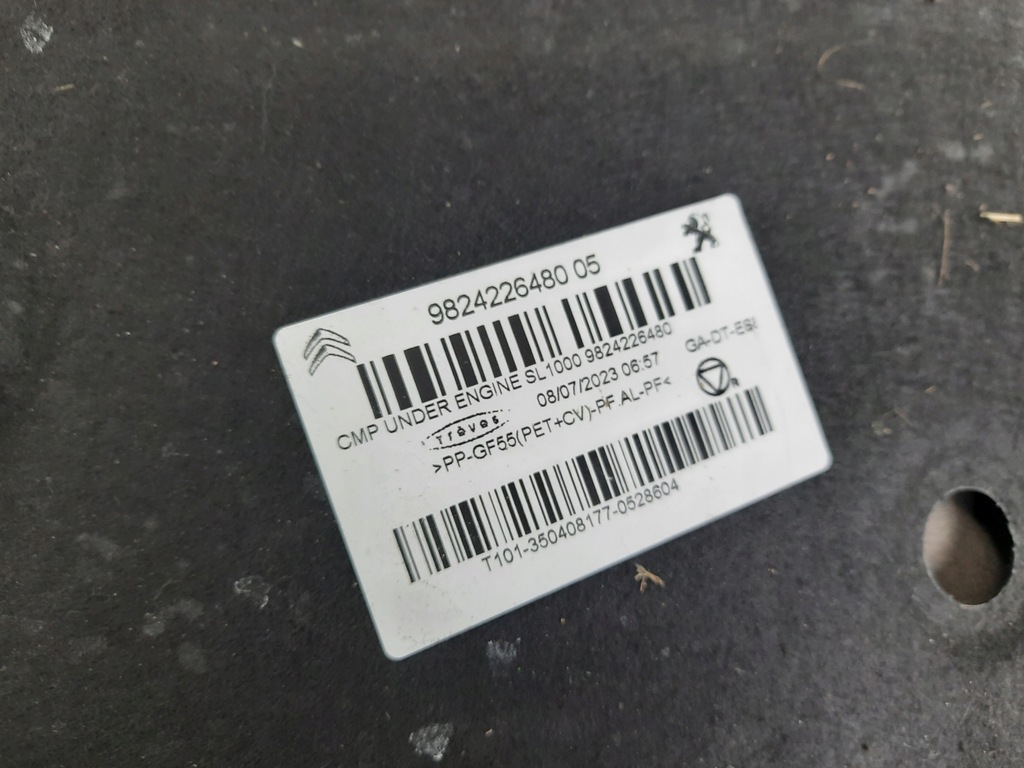 9824226480 05
CMP UNDER ENGINE SL1000 9824226480
Treves 08/07/2023 06:57 GA-DT-ESI
>PP-GF55(PET+CV)-PF.AL-PF<
R
T101-350408177-0528604